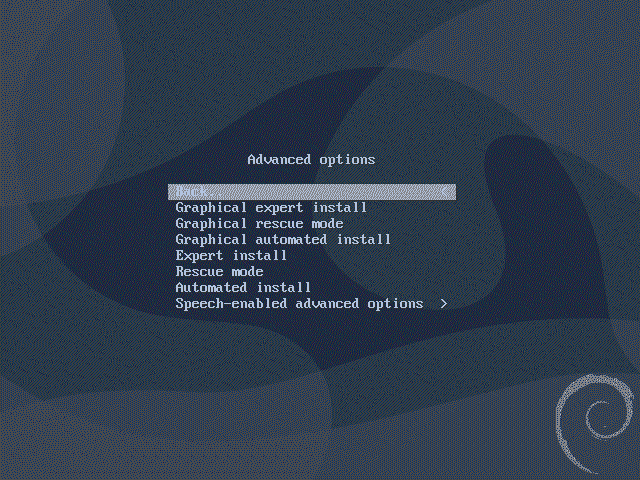 Advanced options
Back.. <
Graphical expert install
Graphical rescue mode
Graphical automated install
Expert install
Rescue mode
Automated install
Speech-enabled advanced options >